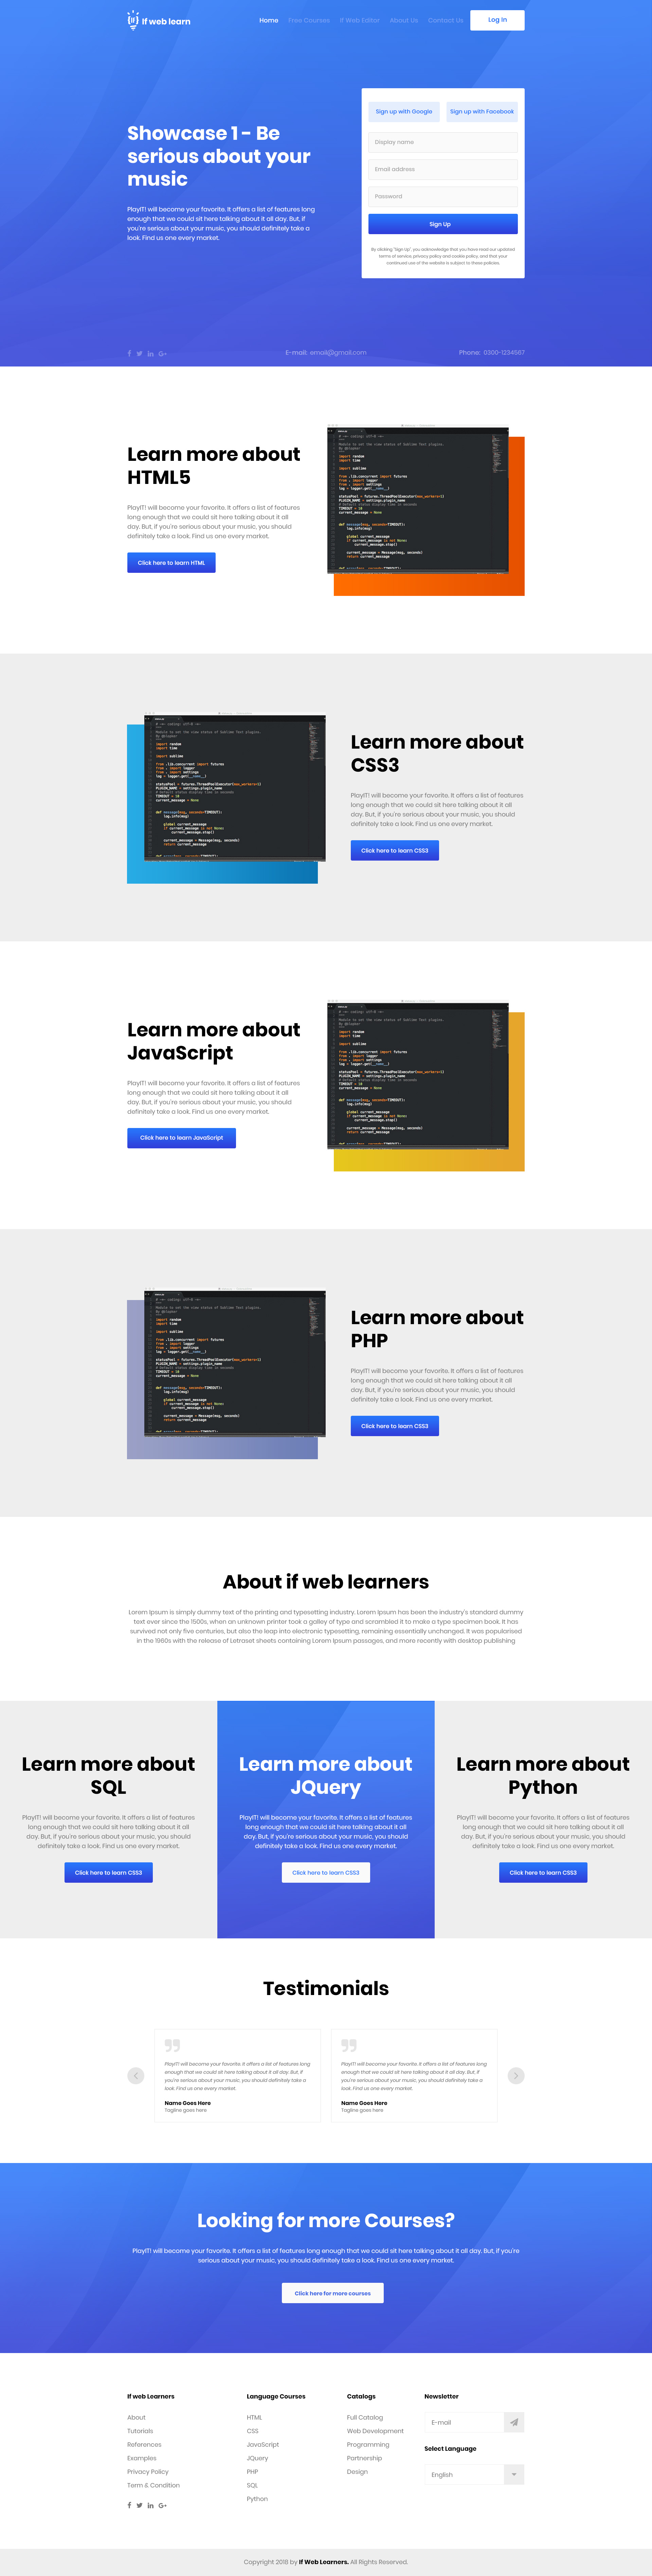 If web learn
Home Free Courses If Web Editor About Us Contact Us Log In
Showcase 1 - Be
serious about your
music
PlayIT! will become your favorite. It offers a list of features long
enough that we could sit here talking about it all day. But, if
you're serious about your music, you should definitely take a
look. Find us one every market.
Sign up with Google Sign up with Facebook
Display name
Email address
Password
Sign Up
By clicking "Sign Up", you acknowledge that you have read our updated
terms of service, privacy policy and cookie policy, and that your
continued use of the website is subject to these policies.
E-mail: email@gmail.com
Phone: 0300-1234567
Learn more about
HTML5
PlayIT! will become your favorite. It offers a list of features
long enough that we could sit here talking about it all
day. But, if you're serious about your music, you should
definitely take a look. Find us one every market.
Click here to learn HTML
Learn more about
CSS3
PlayIT! will become your favorite. It offers a list of features
long enough that we could sit here talking about it all
day. But, if you're serious about your music, you should
definitely take a look. Find us one every market.
Click here to learn CSS3
Learn more about
JavaScript
PlayIT! will become your favorite. It offers a list of features
long enough that we could sit here talking about it all
day. But, if you're serious about your music, you should
definitely take a look. Find us one every market.
Click here to learn JavaScript
Learn more about
PHP
PlayIT! will become your favorite. It offers a list of features
long enough that we could sit here talking about it all
day. But, if you're serious about your music, you should
definitely take a look. Find us one every market.
Click here to learn CSS3
About if web learners
Lorem Ipsum is simply dummy text of the printing and typesetting industry. Lorem Ipsum has been the industry's standard dummy
text ever since the 1500s, when an unknown printer took a galley of type and scrambled it to make a type specimen book. It has
survived not only five centuries, but also the leap into electronic typesetting, remaining essentially unchanged. It was popularised
in the 1960s with the release of Letraset sheets containing Lorem Ipsum passages, and more recently with desktop publishing
Learn more about
SQL
PlayIT! will become your favorite. It offers a list of features
long enough that we could sit here talking about it all
day. But, if you're serious about your music, you should
definitely take a look. Find us one every market.
Click here to learn CSS3
Learn more about
JQuery
PlayIT! will become your favorite. It offers a list of features
long enough that we could sit here talking about it all
day. But, if you're serious about your music, you should
definitely take a look. Find us one every market.
Click here to learn CSS3
Learn more about
Python
PlayIT! will become your favorite. It offers a list of features
long enough that we could sit here talking about it all
day. But, if you're serious about your music, you should
definitely take a look. Find us one every market.
Click here to learn CSS3
Testimonials
PlayIT! will become your favorite. It offers a list of features long
enough that we could sit here talking about it all day. But, if
you're serious about your music, you should definitely take a
look. Find us one every market.
Name Goes Here
Tagline goes here
PlayIT! will become your favorite. It offers a list of features long
enough that we could sit here talking about it all day. But, if
you're serious about your music, you should definitely take a
look. Find us one every market.
Name Goes Here
Tagline goes here
Looking for more Courses?
PlayIT! will become your favorite. It offers a list of features long enough that we could sit here talking about it all day. But, if you're
serious about your music, you should definitely take a look. Find us one every market.
Click here for more courses
If web Learners
About
Tutorials
References
Examples
Privacy Policy
Term & Condition
Language Courses
HTML
CSS
JavaScript
JQuery
PHP
SQL
Python
Catalogs
Full Catalog
Web Development
Programming
Partnership
Design
Newsletter
E-mail
Select Language
English
Copyright 2018 by If Web Learners. All Rights Reserved.